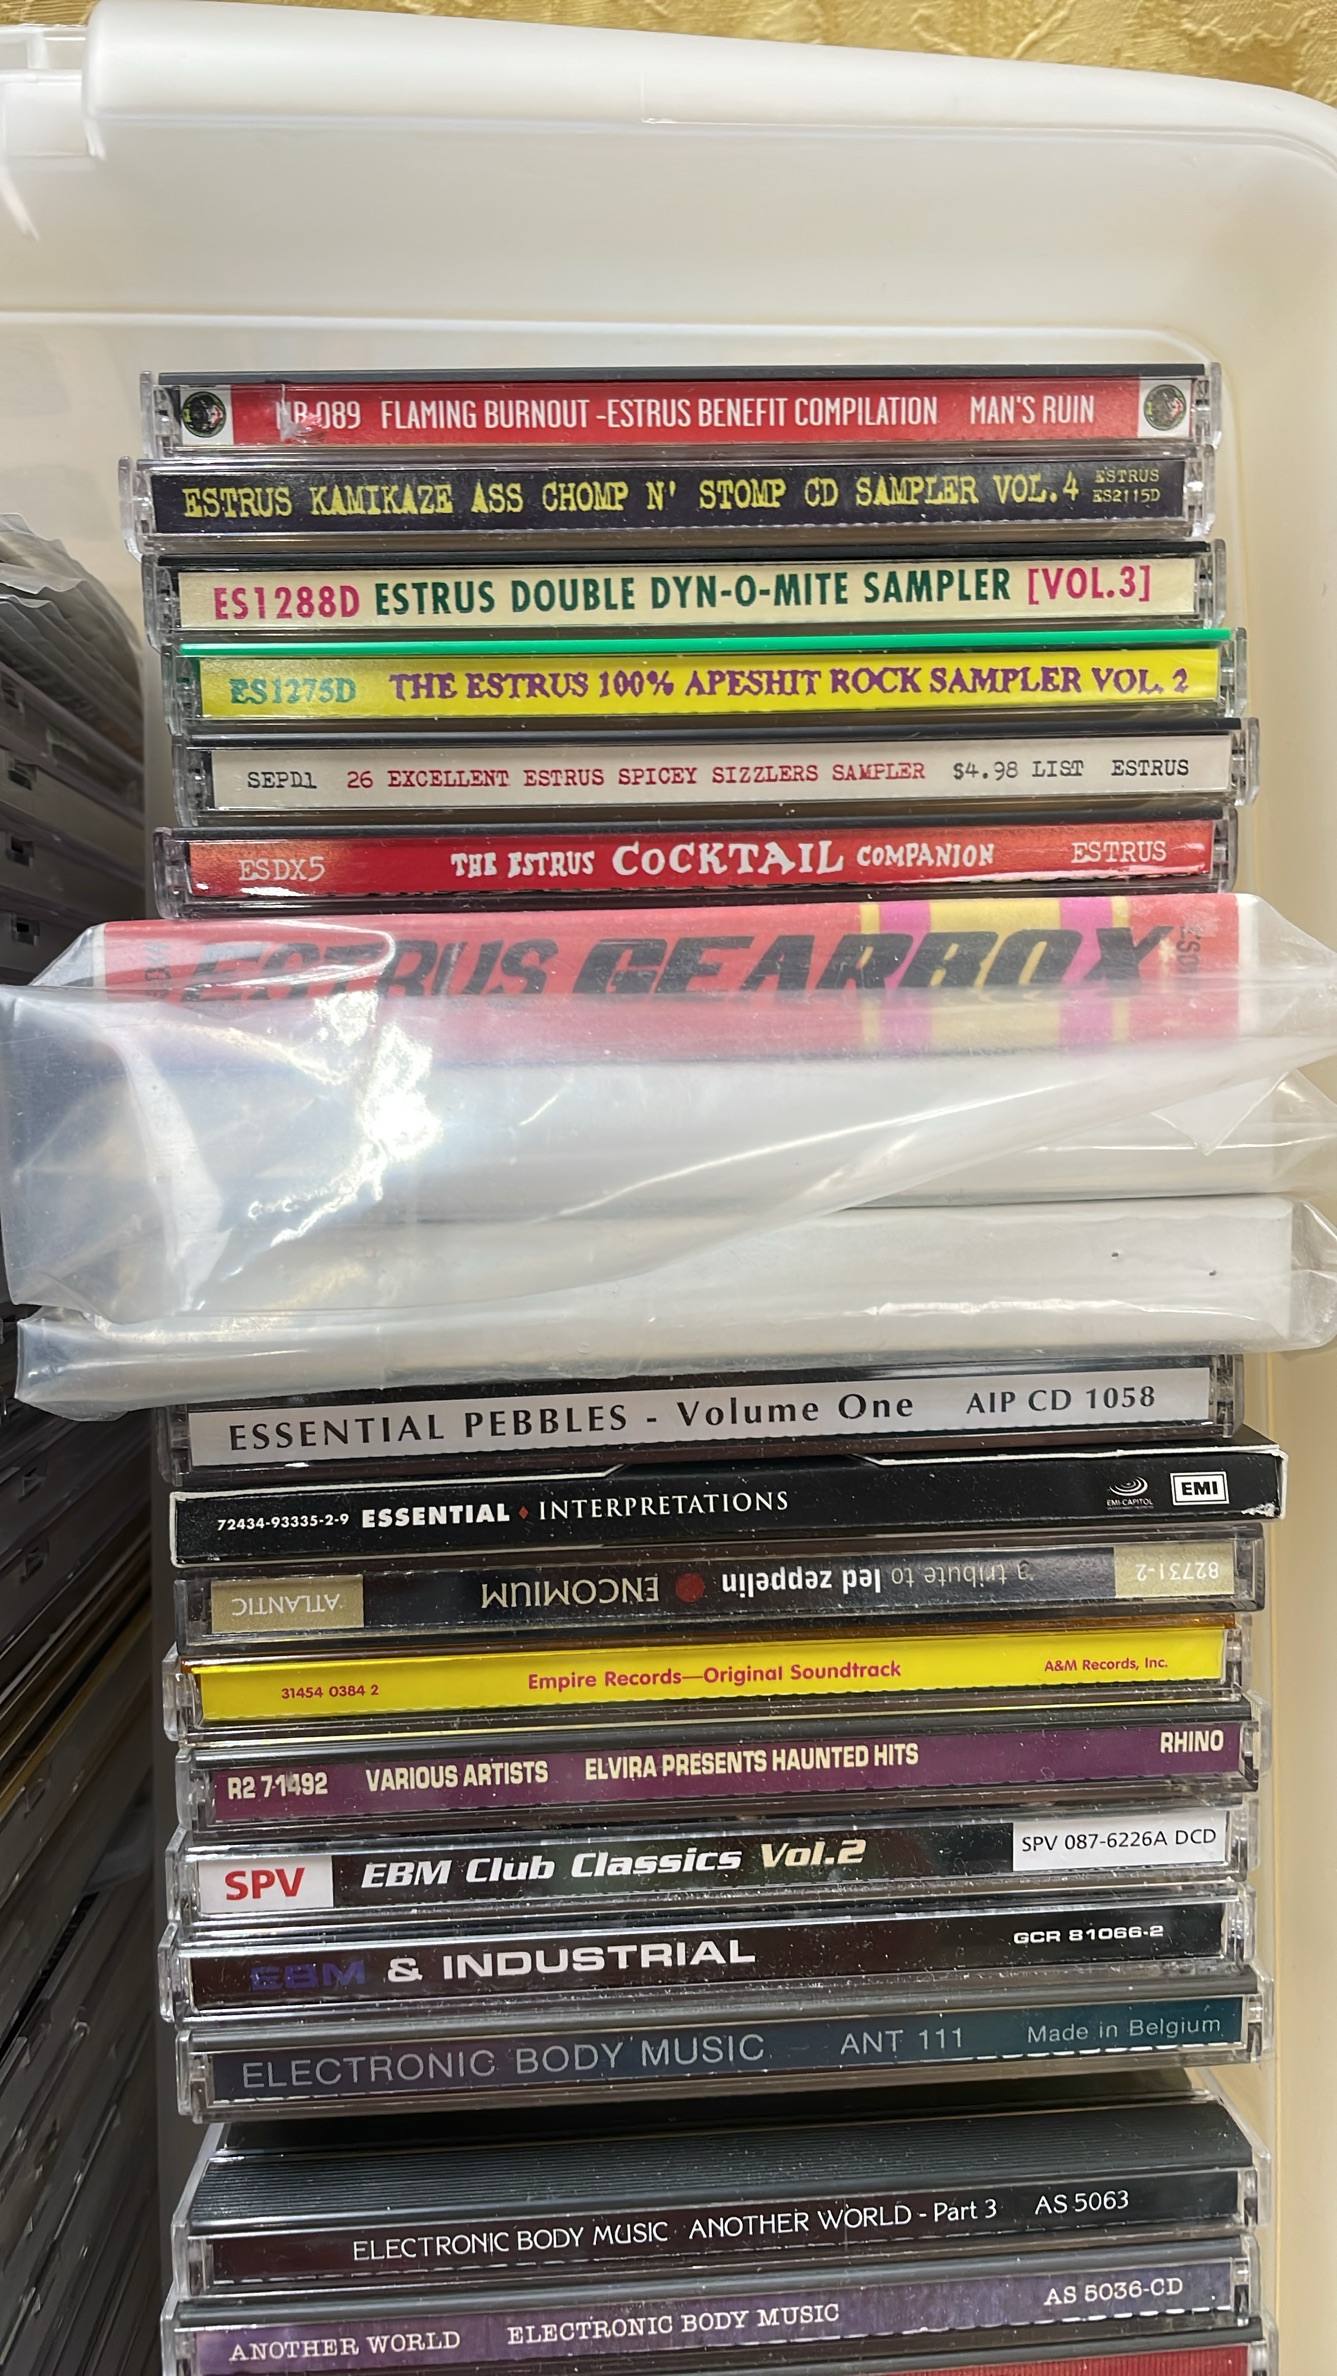 089 FLAMING BURNOUT -ESTRUS BENEFIT COMPILATION MAN'S RUIN
ESTRUS KAMIKAZE ASS CHOMP N' STOMP CD SAMPLER VOL.4 ESTRUS
ES2115D
ES1288D ESTRUS DOUBLE DYN-O-MITE SAMPLER [VOL.3]
ES1275D THE ESTRUS 100% APESHIT ROCK SAMPLER VOL. 2
SEPD1 26 EXCELLENT ESTRUS SPICEY SIZZLERS SAMPLER $4.98 LIST ESTRUS
ESDX5 THE ESTRUS COCKTAIL COMPANION ESTRUS
ESTRUS GEARBOX
ESSENTIAL PEBBLES - Volume One AIP CD 1058
72434-93335-2-9 ESSENTIAL ♦ INTERPRETATIONS EMI-CAPITOL EMI
82731-2 a tribute to led zeppelin ENCOMIUM ATLANTIC
31454 0384 2 Empire Records—Original Soundtrack A&M Records, Inc.
R2 71492 VARIOUS ARTISTS ELVIRA PRESENTS HAUNTED HITS RHINO
SPV EBM Club Classics Vol.2 SPV 087-6226A DCD
EBM & INDUSTRIAL GCR 81066-2
ELECTRONIC BODY MUSIC ANT 111 Made in Belgium
ELECTRONIC BODY MUSIC ANOTHER WORLD - Part 3 AS 5063
ANOTHER WORLD ELECTRONIC BODY MUSIC AS 5036-CD